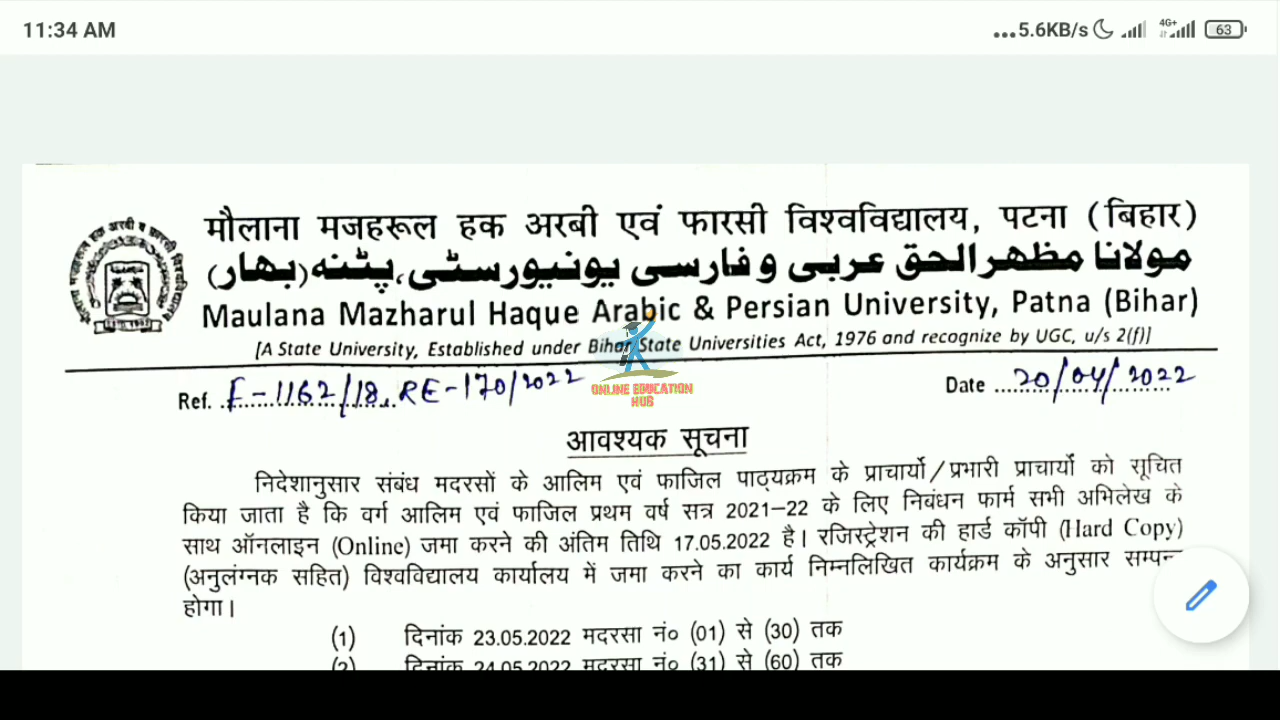 11:34 AM
...5.6KB/s 4G+ 63
मौलाना मजहरूल हक अरबी एवं फारसी विश्वविद्यालय, पटना (बिहार)
مولانا مظہرالحق عربی و فارسی یونیورسٹی، پٹنہ (بہار)
Maulana Mazharul Haque Arabic & Persian University, Patna (Bihar)
[A State University, Established under Bihar State Universities Act, 1976 and recognize by UGC, u/s 2(f)]
Ref. F-1162/18, RE-170/2022 Date 20/04/2022
ONLINE EDUCATION
HUB
आवश्यक सूचना
निदेशानुसार संबंध मदरसों के आलिम एवं फाजिल पाठ्यक्रम के प्राचार्यो/प्रभारी प्राचार्यों को सूचित
किया जाता है कि वर्ग आलिम एवं फाजिल प्रथम वर्ष सत्र 2021–22 के लिए निबंधन फार्म सभी अभिलेख के
साथ ऑनलाइन (Online) जमा करने की अंतिम तिथि 17.05.2022 है। रजिस्ट्रेशन की हार्ड कॉपी (Hard Copy)
(अनुलंग्नक सहित) विश्वविद्यालय कार्यालय में जमा करने का कार्य निम्नलिखित कार्यक्रम के अनुसार सम्पन्न
होगा।
(1) दिनांक 23.05.2022 मदरसा नं० (01) से (30) तक
(2) दिनांक 24.05.2022 मदरसा नं० (31) से (60) तक